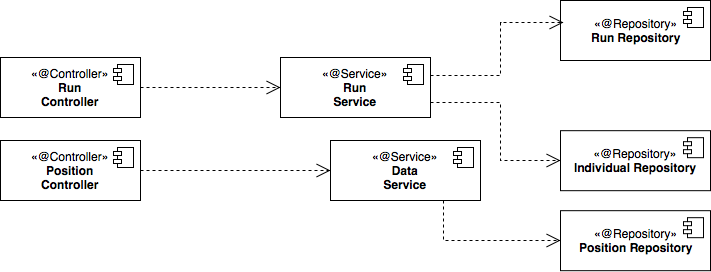 «@Repository»
Run Repository
«@Controller»
Run
Controller
«@Service»
Run
Service
«@Controller»
Position
Controller
«@Service»
Data
Service
«@Repository»
Individual Repository
«@Repository»
Position Repository